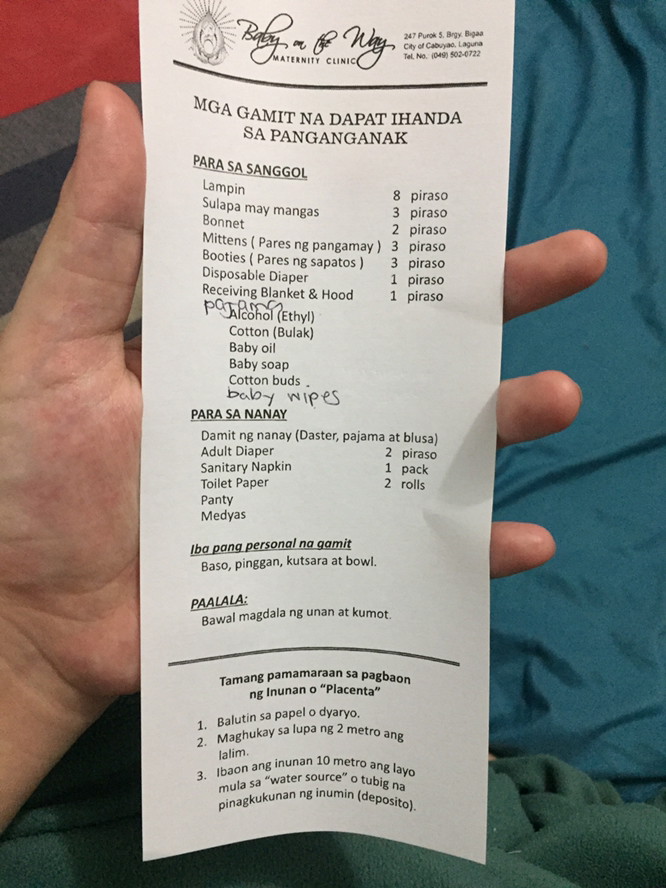 Baby on the Way
MATERNITY CLINIC
247 Purok 5, Brgy. Bigaa
City of Cabuyao, Laguna
Tel. No.: (049) 502-0722
MGA GAMIT NA DAPAT IHANDA
SA PANGANGANAK
PARA SA SANGGOL
Lampin 8 piraso
Sulapa may mangas 3 piraso
Bonnet 2 piraso
Mittens ( Pares ng pangamay ) 3 piraso
Booties ( Pares ng sapatos ) 3 piraso
Disposable Diaper 1 piraso
Receiving Blanket & Hood 1 piraso
pajama
Alcohol (Ethyl)
Cotton (Bulak)
Baby oil
Baby soap
Cotton buds
baby wipes
PARA SA NANAY
Damit ng nanay (Daster, pajama at blusa)
Adult Diaper 2 piraso
Sanitary Napkin 1 pack
Toilet Paper 2 rolls
Panty
Medyas
Iba pang personal na gamit
Baso, pinggan, kutsara at bowl.
PAALALA:
Bawal magdala ng unan at kumot.
Tamang pamamaraan sa pagbaon
ng Inunan o "Placenta"
1. Balutin sa papel o dyaryo.
2. Maghukay sa lupa ng 2 metro ang
lalim.
3. Ibaon ang inunan 10 metro ang layo
mula sa "water source" o tubig na
pinagkukunan ng inumin (deposito).